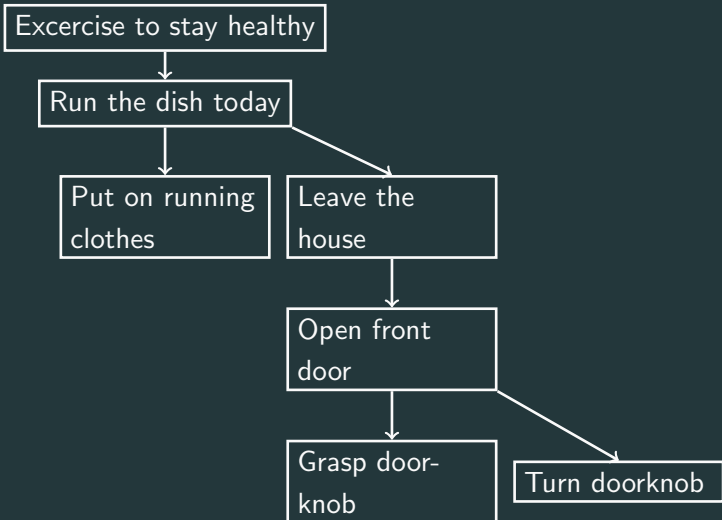 Excercise to stay healthy
Run the dish today
Put on running
clothes
Leave the
house
Open front
door
Grasp door-
knob
Turn doorknob